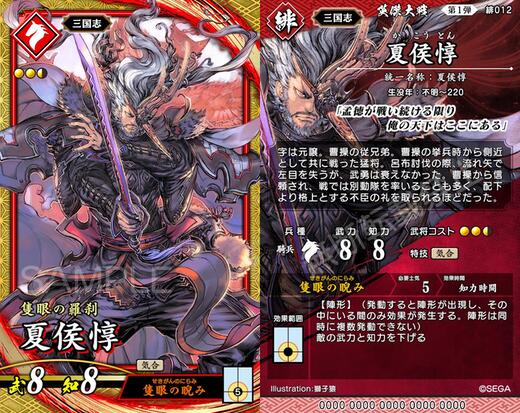 三国志
SAMPLE
隻眼の羅刹
夏侯惇
気合
武8 知8
せきがんのにらみ
隻眼の睨み
5
緋
三国志
英傑大戦
第1弾
緋012
かこう とん
夏侯惇
統一名称：夏侯惇
生没年：不明～220
「孟徳が戦い続ける限り
俺の天下はここにある」
字は元譲。曹操の従兄弟。曹操の挙兵時から側近
として共に戦った猛将。呂布討伐の際、流れ矢で
左目を失うが、武勇は衰えなかった。曹操から信
頼され、戦では別動隊を率いることも多く、配下
より格上とする不臣の礼を取られるほどだった。
兵種 武力 知力 武将コスト
騎兵 8 8 特技 気合
せきがんのにらみ 必要士気 効果時間
隻眼の睨み 5 知力時間
効果範囲
【陣形】（発動すると陣形が出現し、その
中にいる間のみ効果が発生する。陣形は同
時に複数発動できない）
敵の武力と知力を下げる
Illustration:獅子猿
©SEGA
0000 0000 0000 0000 0000